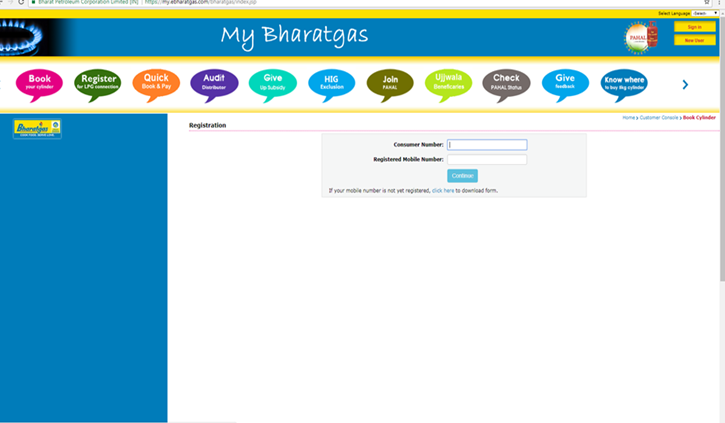 Bharat Petroleum Corporation Limited [IN] https://my.ebharatgas.com/bharatgas/index.jsp
Select Language
My Bharatgas
PAHAL
Sign In
New User
Book your cylinder
Register for LPG connection
Quick Book & Pay
Audit Distributor
Give Up Subsidy
HIG Exclusion
Join PAHAL
Ujjwala Beneficiaries
Check PAHAL Status
Give feedback
Know where to buy 5kg cylinder
Home > Customer Console > Book Cylinder
Bharatgas
Registration
Consumer Number:
Registered Mobile Number:
Continue
If your mobile number is not yet registered, click here to download form.